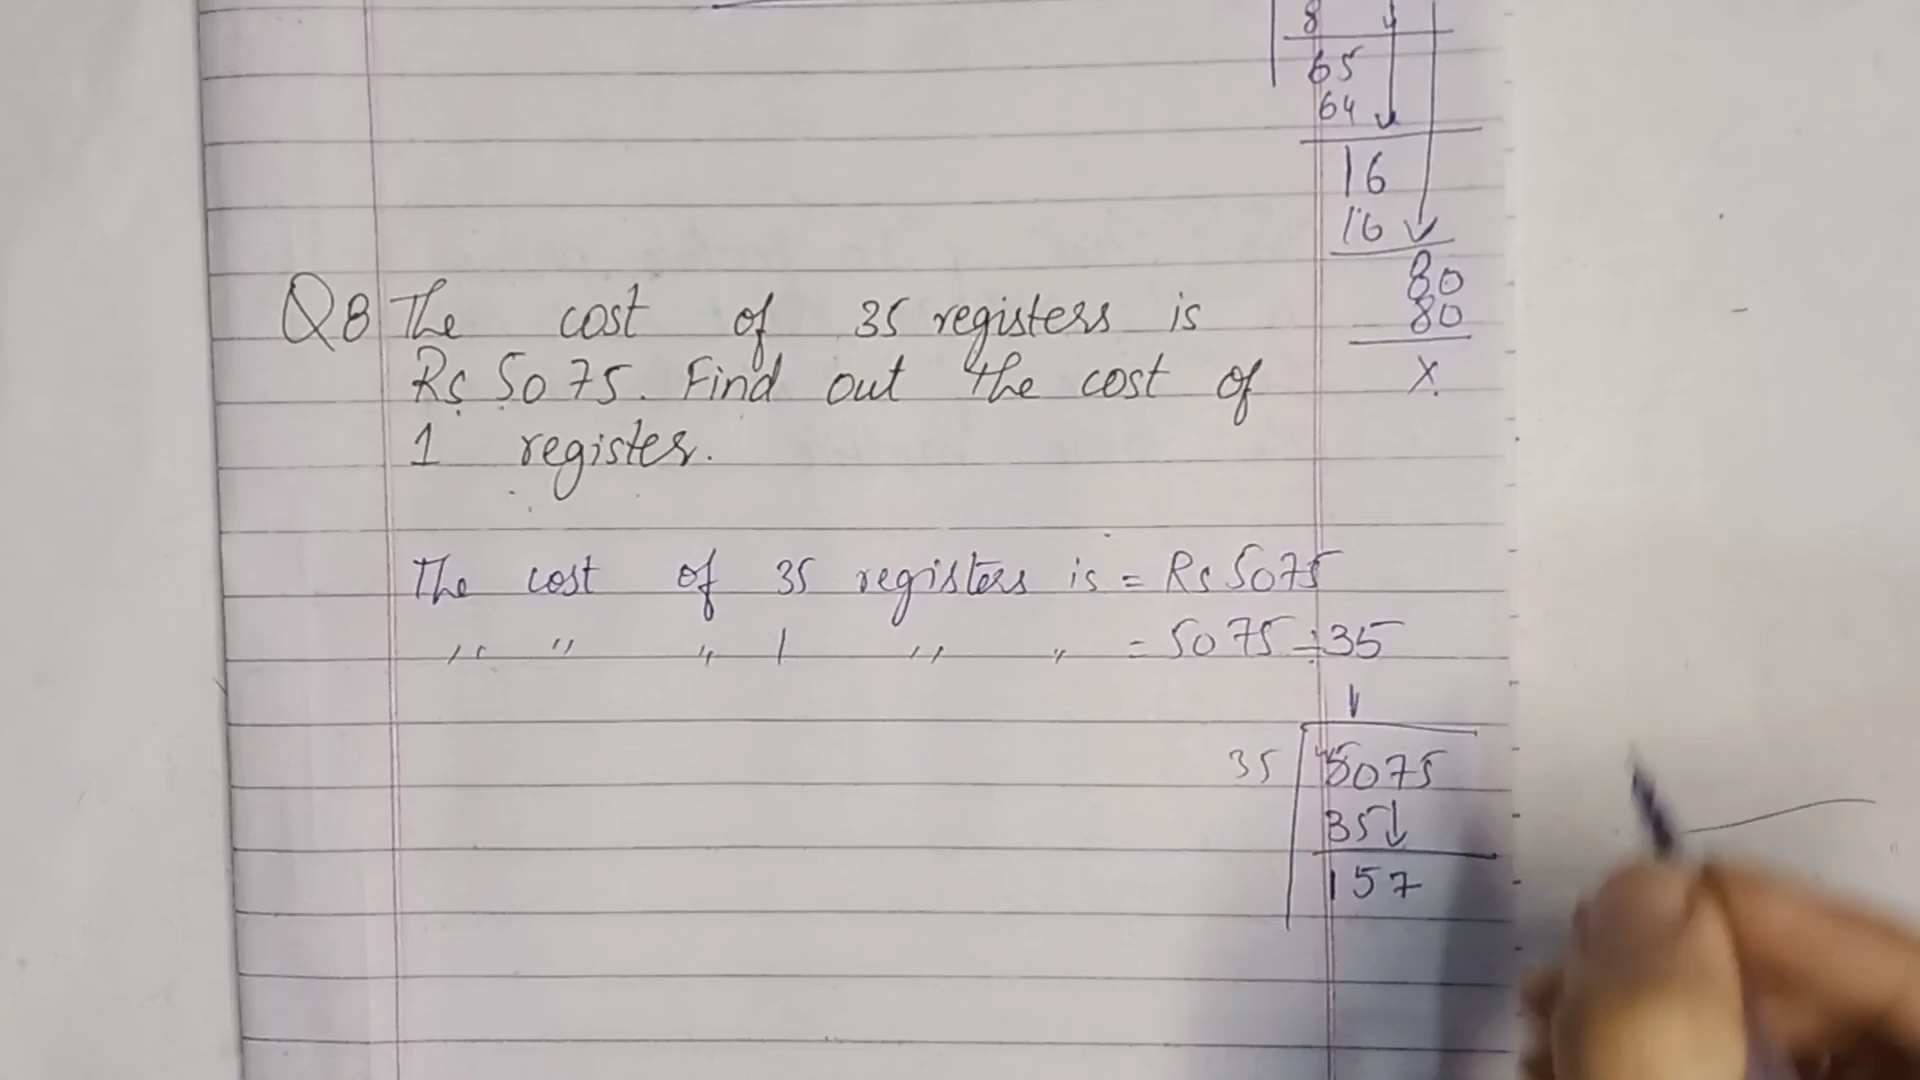 8
65
64
16
16
80
80
x
Q8 The cost of 35 registers is
Rs 5075. Find out the cost of
1 register.
The cost of 35 registers is = Rs 5075
〃 〃 〃 1 〃 〃 = 5075 ÷ 35
1
35 5075
35
157